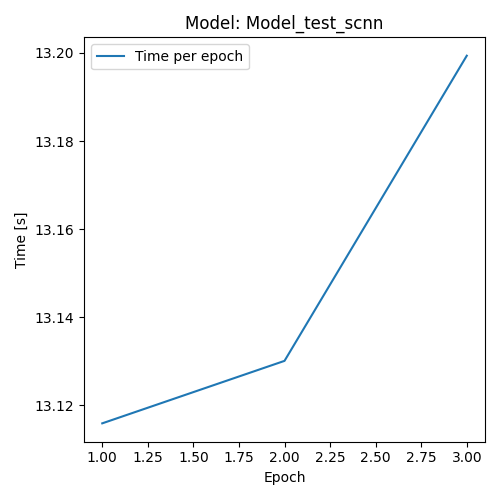 Model: Model_test_scnn
Time per epoch
13.20
13.18
13.16
13.14
13.12
Time [s]
1.00 1.25 1.50 1.75 2.00 2.25 2.50 2.75 3.00
Epoch